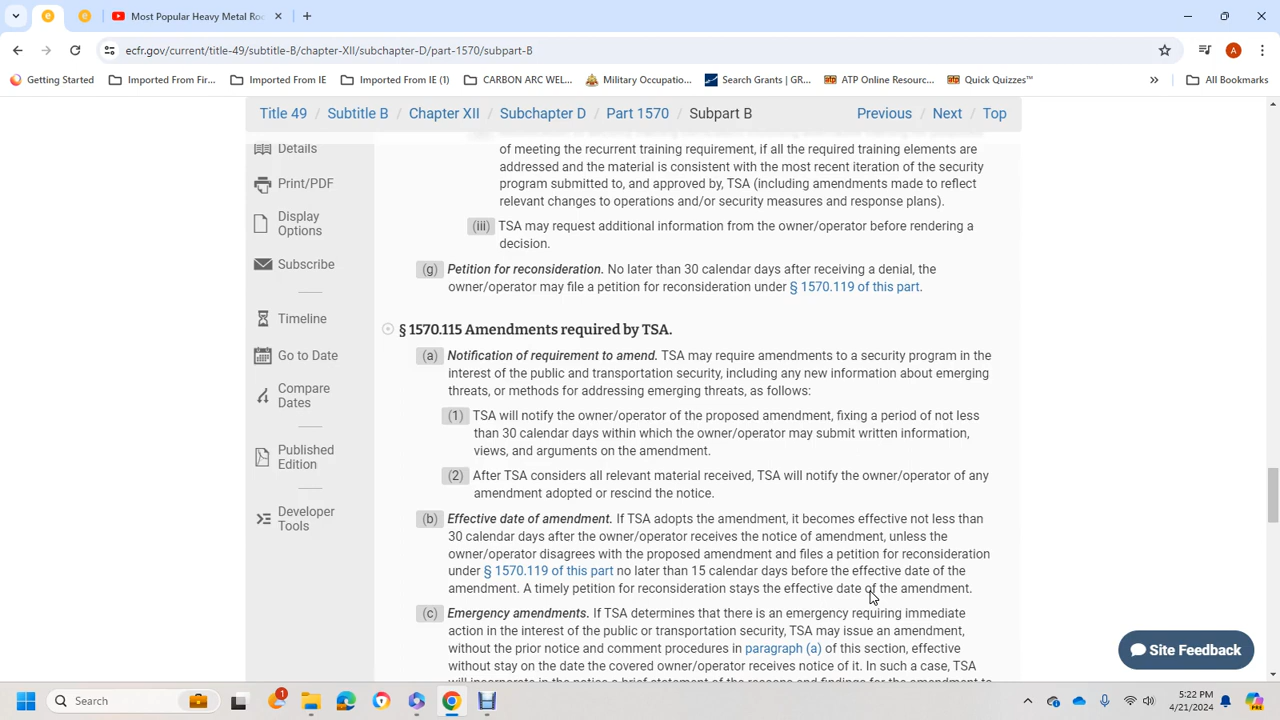 Most Popular Heavy Metal Ro
ecfr.gov/current/title-49/subtitle-B/chapter-XII/subchapter-D/part-1570/subpart-B
A
Getting Started
Imported From Fir...
Imported From IE
Imported From IE (1)
CARBON ARC WEL...
Military Occupatio...
Search Grants | GR...
ATP Online Resourc...
Quick Quizzes™
All Bookmarks
Title 49 / Subtitle B / Chapter XII / Subchapter D / Part 1570 / Subpart B
Previous / Next / Top
Details
Print/PDF
Display
Options
Subscribe
Timeline
Go to Date
Compare
Dates
Published
Edition
Developer
Tools
of meeting the recurrent training requirement, if all the required training elements are
addressed and the material is consistent with the most recent iteration of the security
program submitted to, and approved by, TSA (including amendments made to reflect
relevant changes to operations and/or security measures and response plans).
(iii) TSA may request additional information from the owner/operator before rendering a
decision.
(g) Petition for reconsideration. No later than 30 calendar days after receiving a denial, the
owner/operator may file a petition for reconsideration under § 1570.119 of this part.
§ 1570.115 Amendments required by TSA.
(a) Notification of requirement to amend. TSA may require amendments to a security program in the
interest of the public and transportation security, including any new information about emerging
threats, or methods for addressing emerging threats, as follows:
(1) TSA will notify the owner/operator of the proposed amendment, fixing a period of not less
than 30 calendar days within which the owner/operator may submit written information,
views, and arguments on the amendment.
(2) After TSA considers all relevant material received, TSA will notify the owner/operator of any
amendment adopted or rescind the notice.
(b) Effective date of amendment. If TSA adopts the amendment, it becomes effective not less than
30 calendar days after the owner/operator receives the notice of amendment, unless the
owner/operator disagrees with the proposed amendment and files a petition for reconsideration
under § 1570.119 of this part no later than 15 calendar days before the effective date of the
amendment. A timely petition for reconsideration stays the effective date of the amendment.
(c) Emergency amendments. If TSA determines that there is an emergency requiring immediate
action in the interest of the public or transportation security, TSA may issue an amendment,
without the prior notice and comment procedures in paragraph (a) of this section, effective
without stay on the date the covered owner/operator receives notice of it. In such a case, TSA
will incorporate in the notice a brief statement of the reasons and findings for the amendment to
Site Feedback
Search
1
5:22 PM
4/21/2024